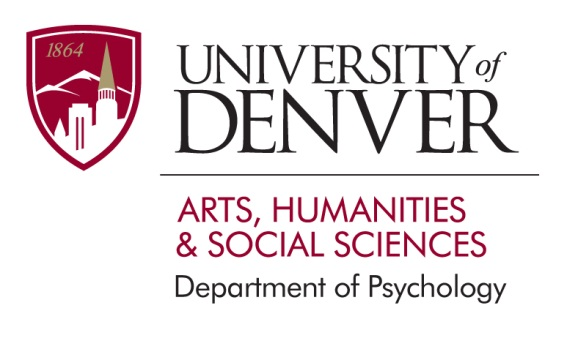 1864
UNIVERSITY of
DENVER
ARTS, HUMANITIES
& SOCIAL SCIENCES
Department of Psychology